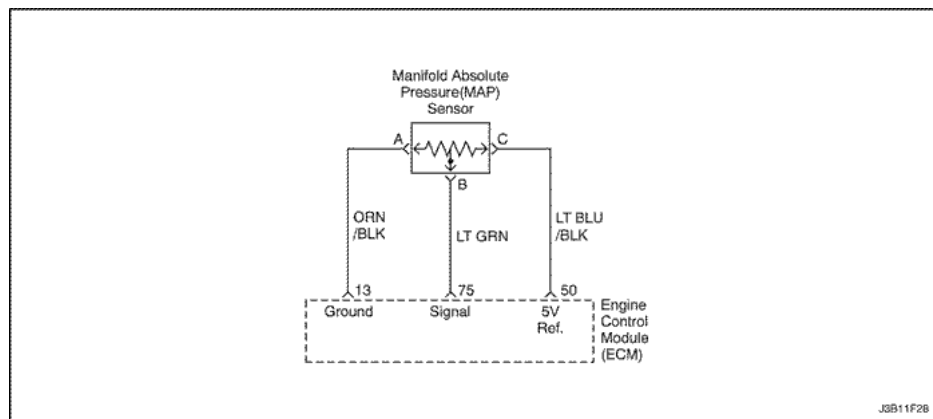 Manifold Absolute
Pressure(MAP)
Sensor
A
C
B
ORN
/BLK
LT GRN
LT BLU
/BLK
13
75
50
Ground
Signal
5V
Ref.
Engine
Control
Module
(ECM)
J3B11F28